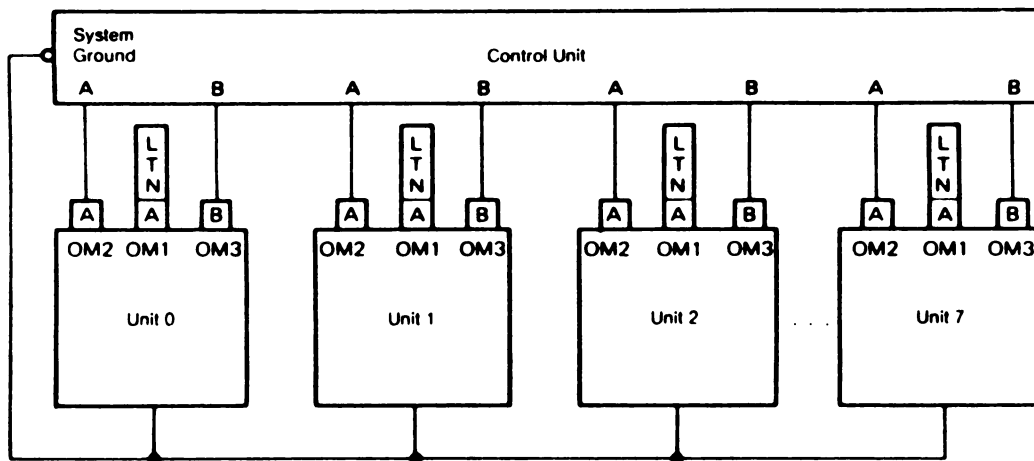 System
Ground
Control Unit
A B A B A B A B
L
T
N
A
L
T
N
A
L
T
N
A
L
T
N
A
A B A B A B A B
OM2 OM1 OM3 OM2 OM1 OM3 OM2 OM1 OM3 OM2 OM1 OM3
Unit 0 Unit 1 Unit 2 . . . . Unit 7